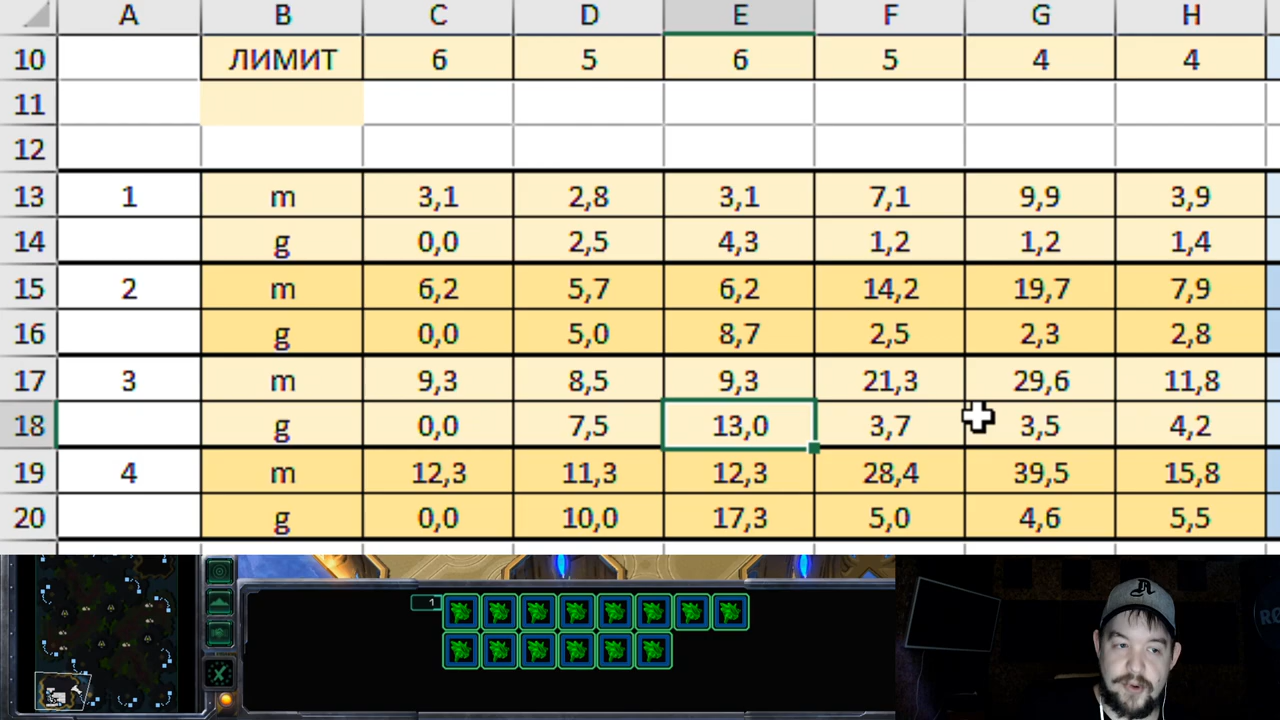 A B C D E F G H
10 ЛИМИТ 6 5 6 5 4 4
11
12
13 1 m 3,1 2,8 3,1 7,1 9,9 3,9
14 g 0,0 2,5 4,3 1,2 1,2 1,4
15 2 m 6,2 5,7 6,2 14,2 19,7 7,9
16 g 0,0 5,0 8,7 2,5 2,3 2,8
17 3 m 9,3 8,5 9,3 21,3 29,6 11,8
18 g 0,0 7,5 13,0 3,7 3,5 4,2
19 4 m 12,3 11,3 12,3 28,4 39,5 15,8
20 g 0,0 10,0 17,3 5,0 4,6 5,5
1